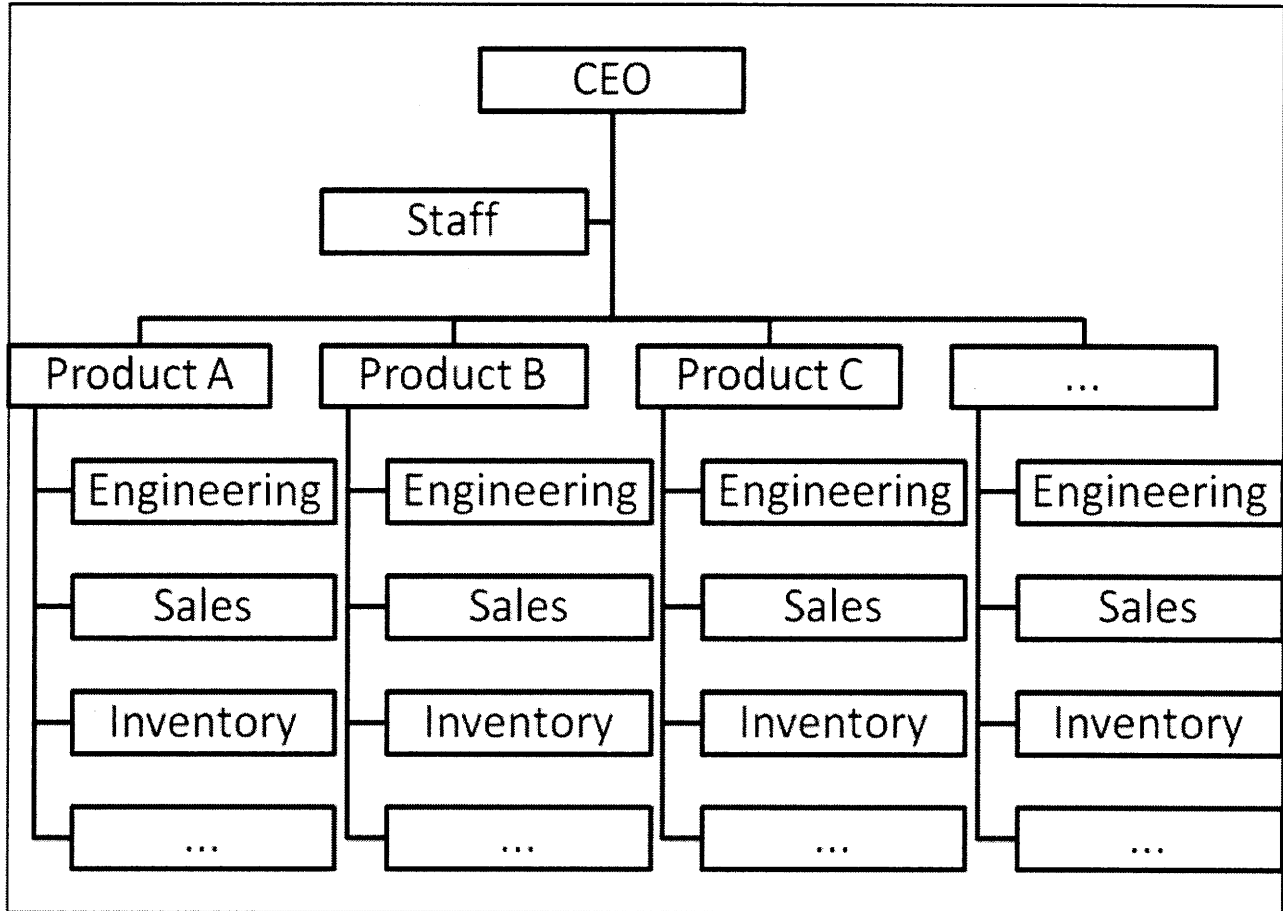 CEO
Staff
Product A
Product B
Product C
...
Engineering
Engineering
Engineering
Engineering
Sales
Sales
Sales
Sales
Inventory
Inventory
Inventory
Inventory
...
...
...
...